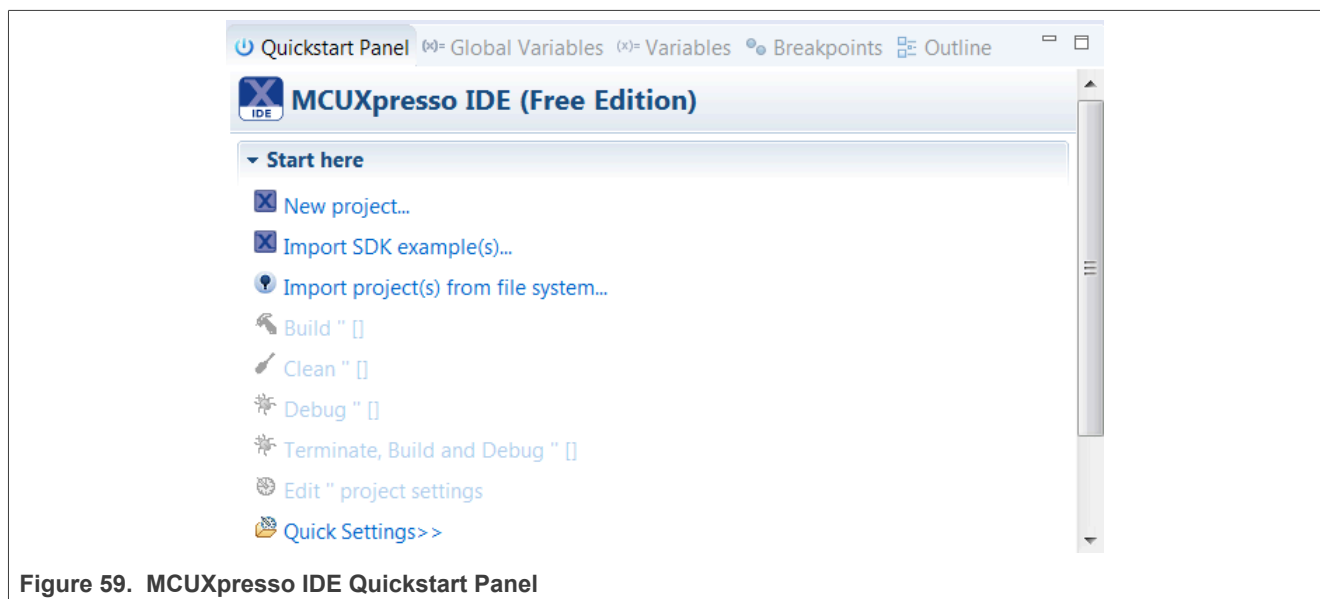 Quickstart Panel (x)= Global Variables (x)= Variables Breakpoints Outline
IDE MCUXpresso IDE (Free Edition)
Start here
New project...
Import SDK example(s)...
Import project(s) from file system...
Build '' []
Clean '' []
Debug '' []
Terminate, Build and Debug '' []
Edit '' project settings
Quick Settings>>
Figure 59. MCUXpresso IDE Quickstart Panel